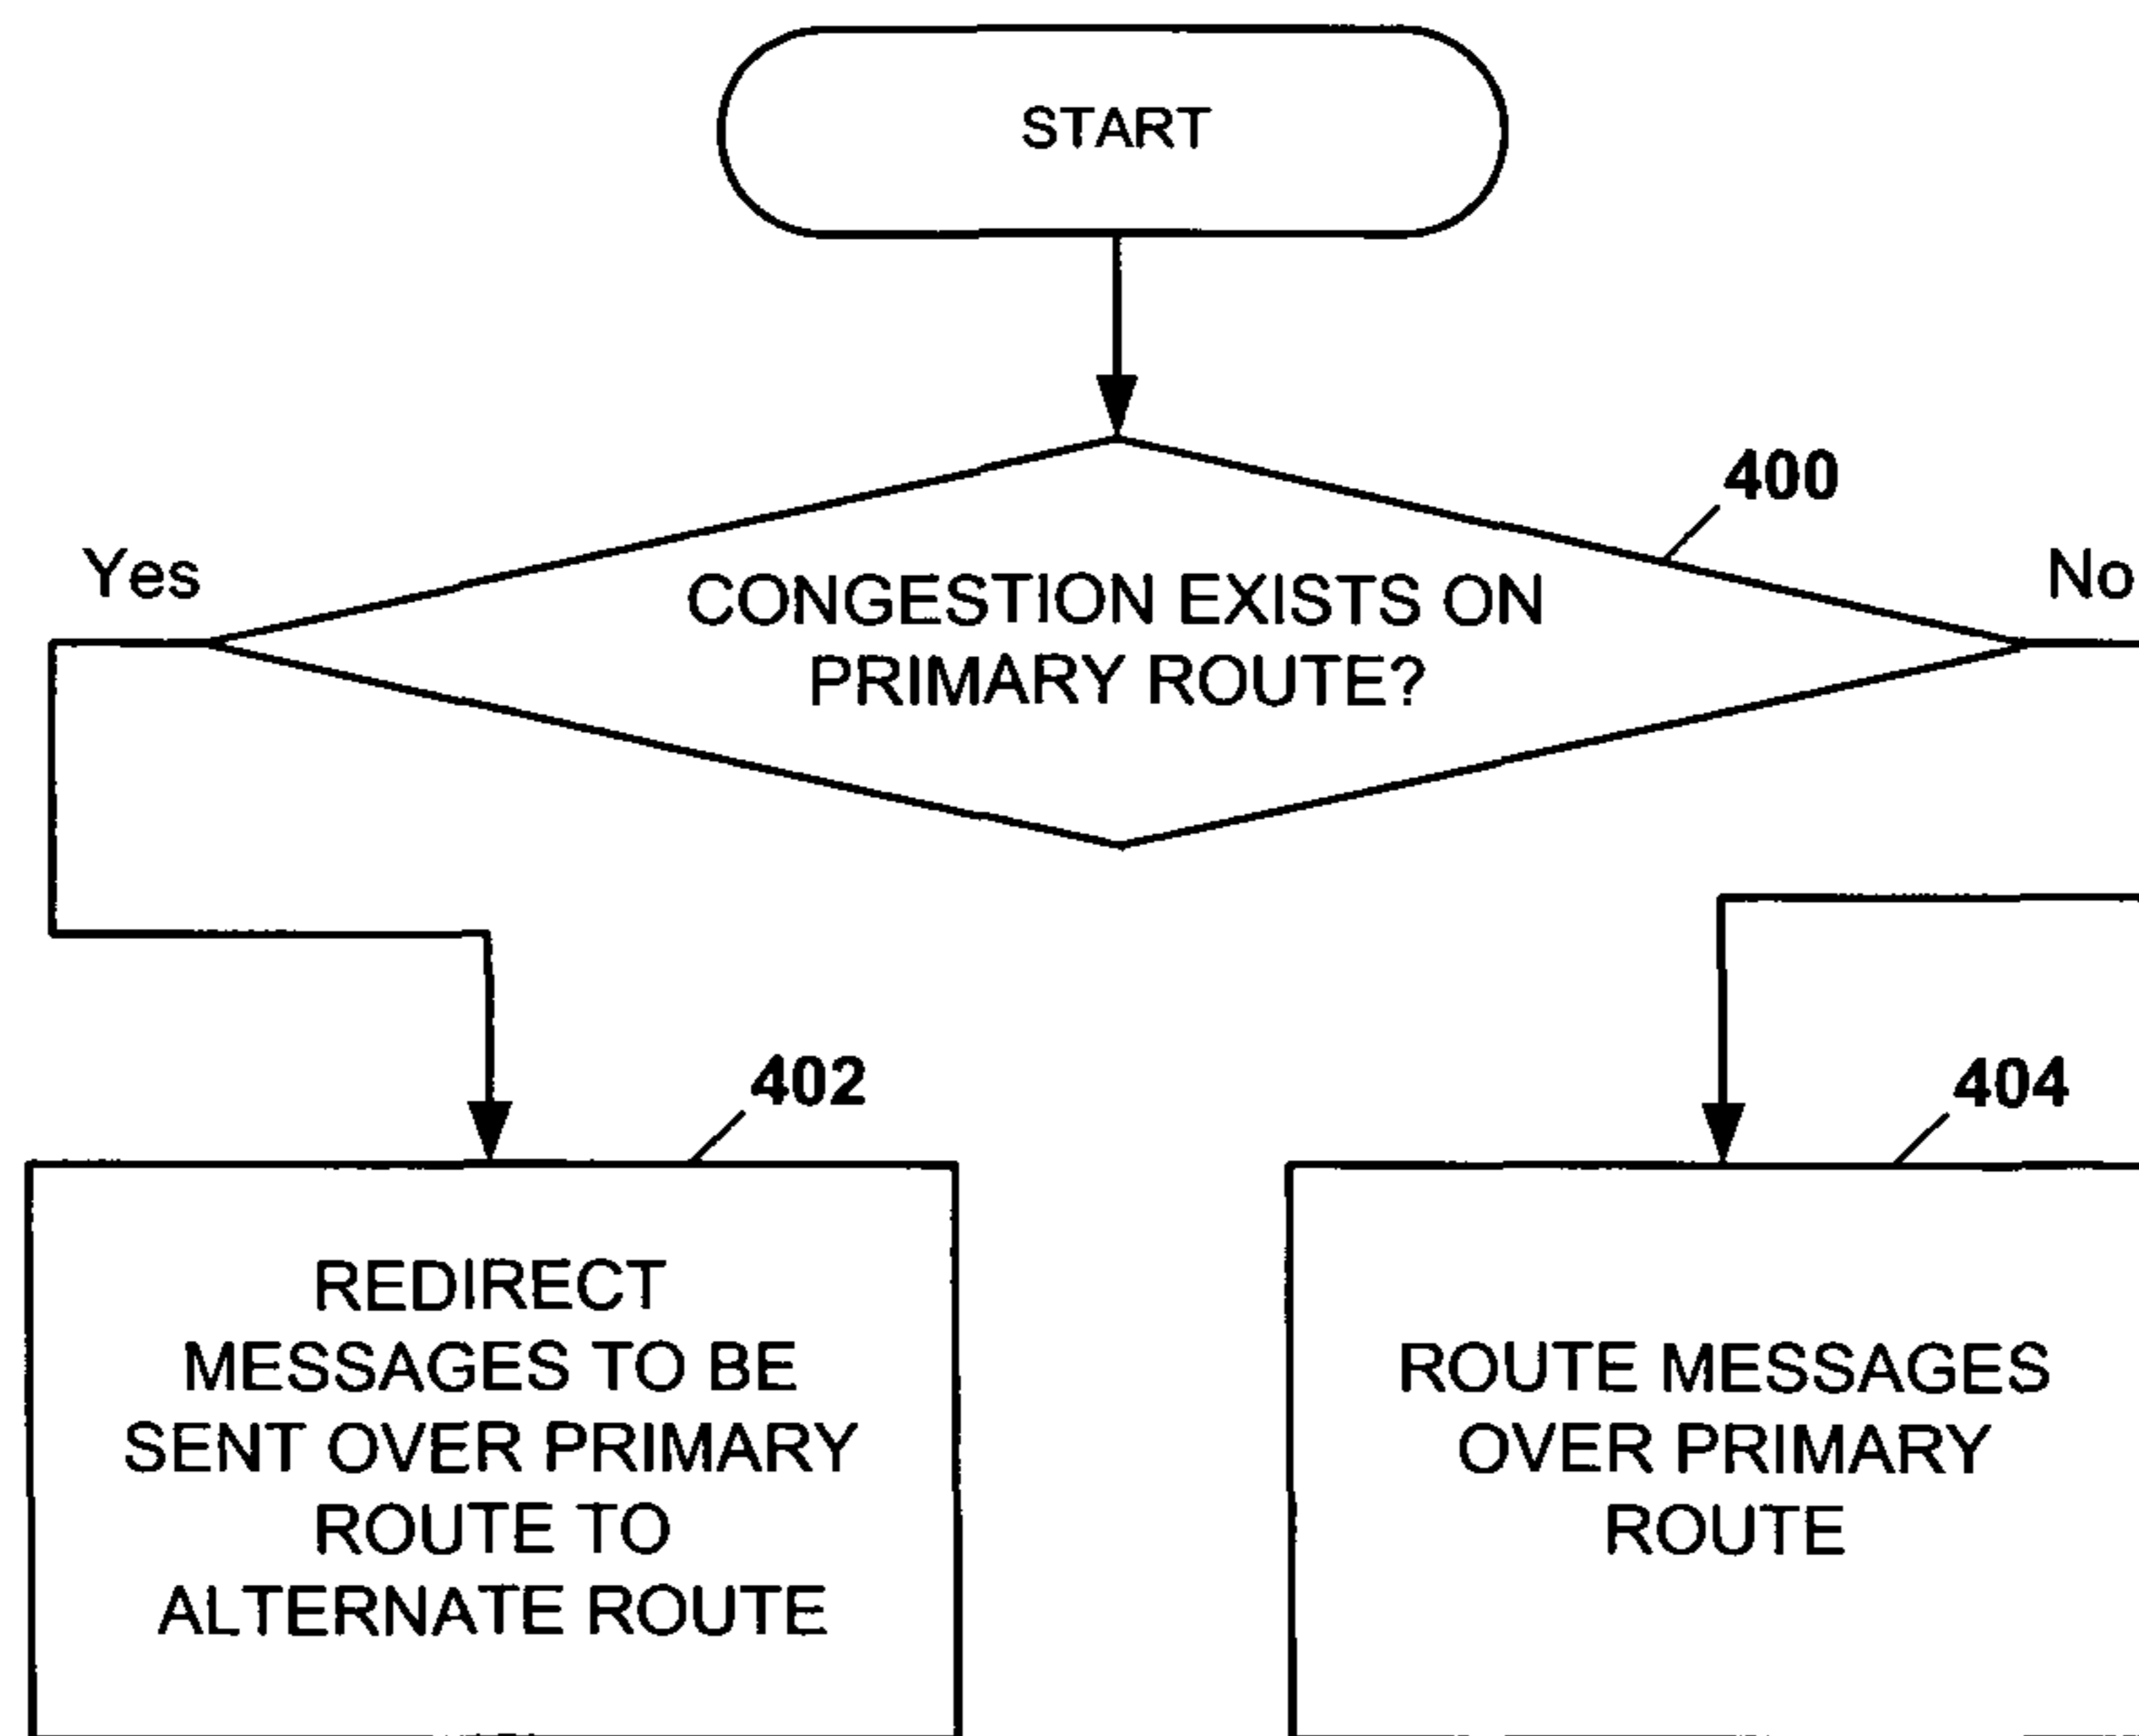 START
400
Yes
No
CONGESTION EXISTS ON
PRIMARY ROUTE?
402
404
REDIRECT
MESSAGES TO BE
SENT OVER PRIMARY
ROUTE TO
ALTERNATE ROUTE
ROUTE MESSAGES
OVER PRIMARY
ROUTE